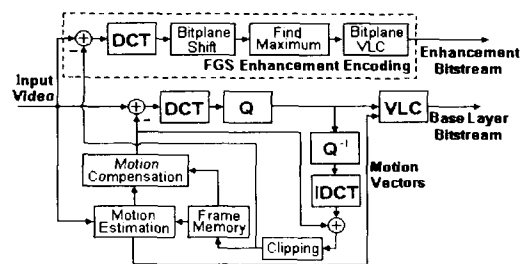 DCT
Bitplane
Shift
Find
Maximum
Bitplane
VLC
FGS Enhancement Encoding
Enhancement
Bitstream
Input
Video
DCT
Q
VLC
Base Layer
Bitstream
Q⁻¹
Motion
Compensation
IDCT
Motion
Vectors
Motion
Estimation
Frame
Memory
Clipping